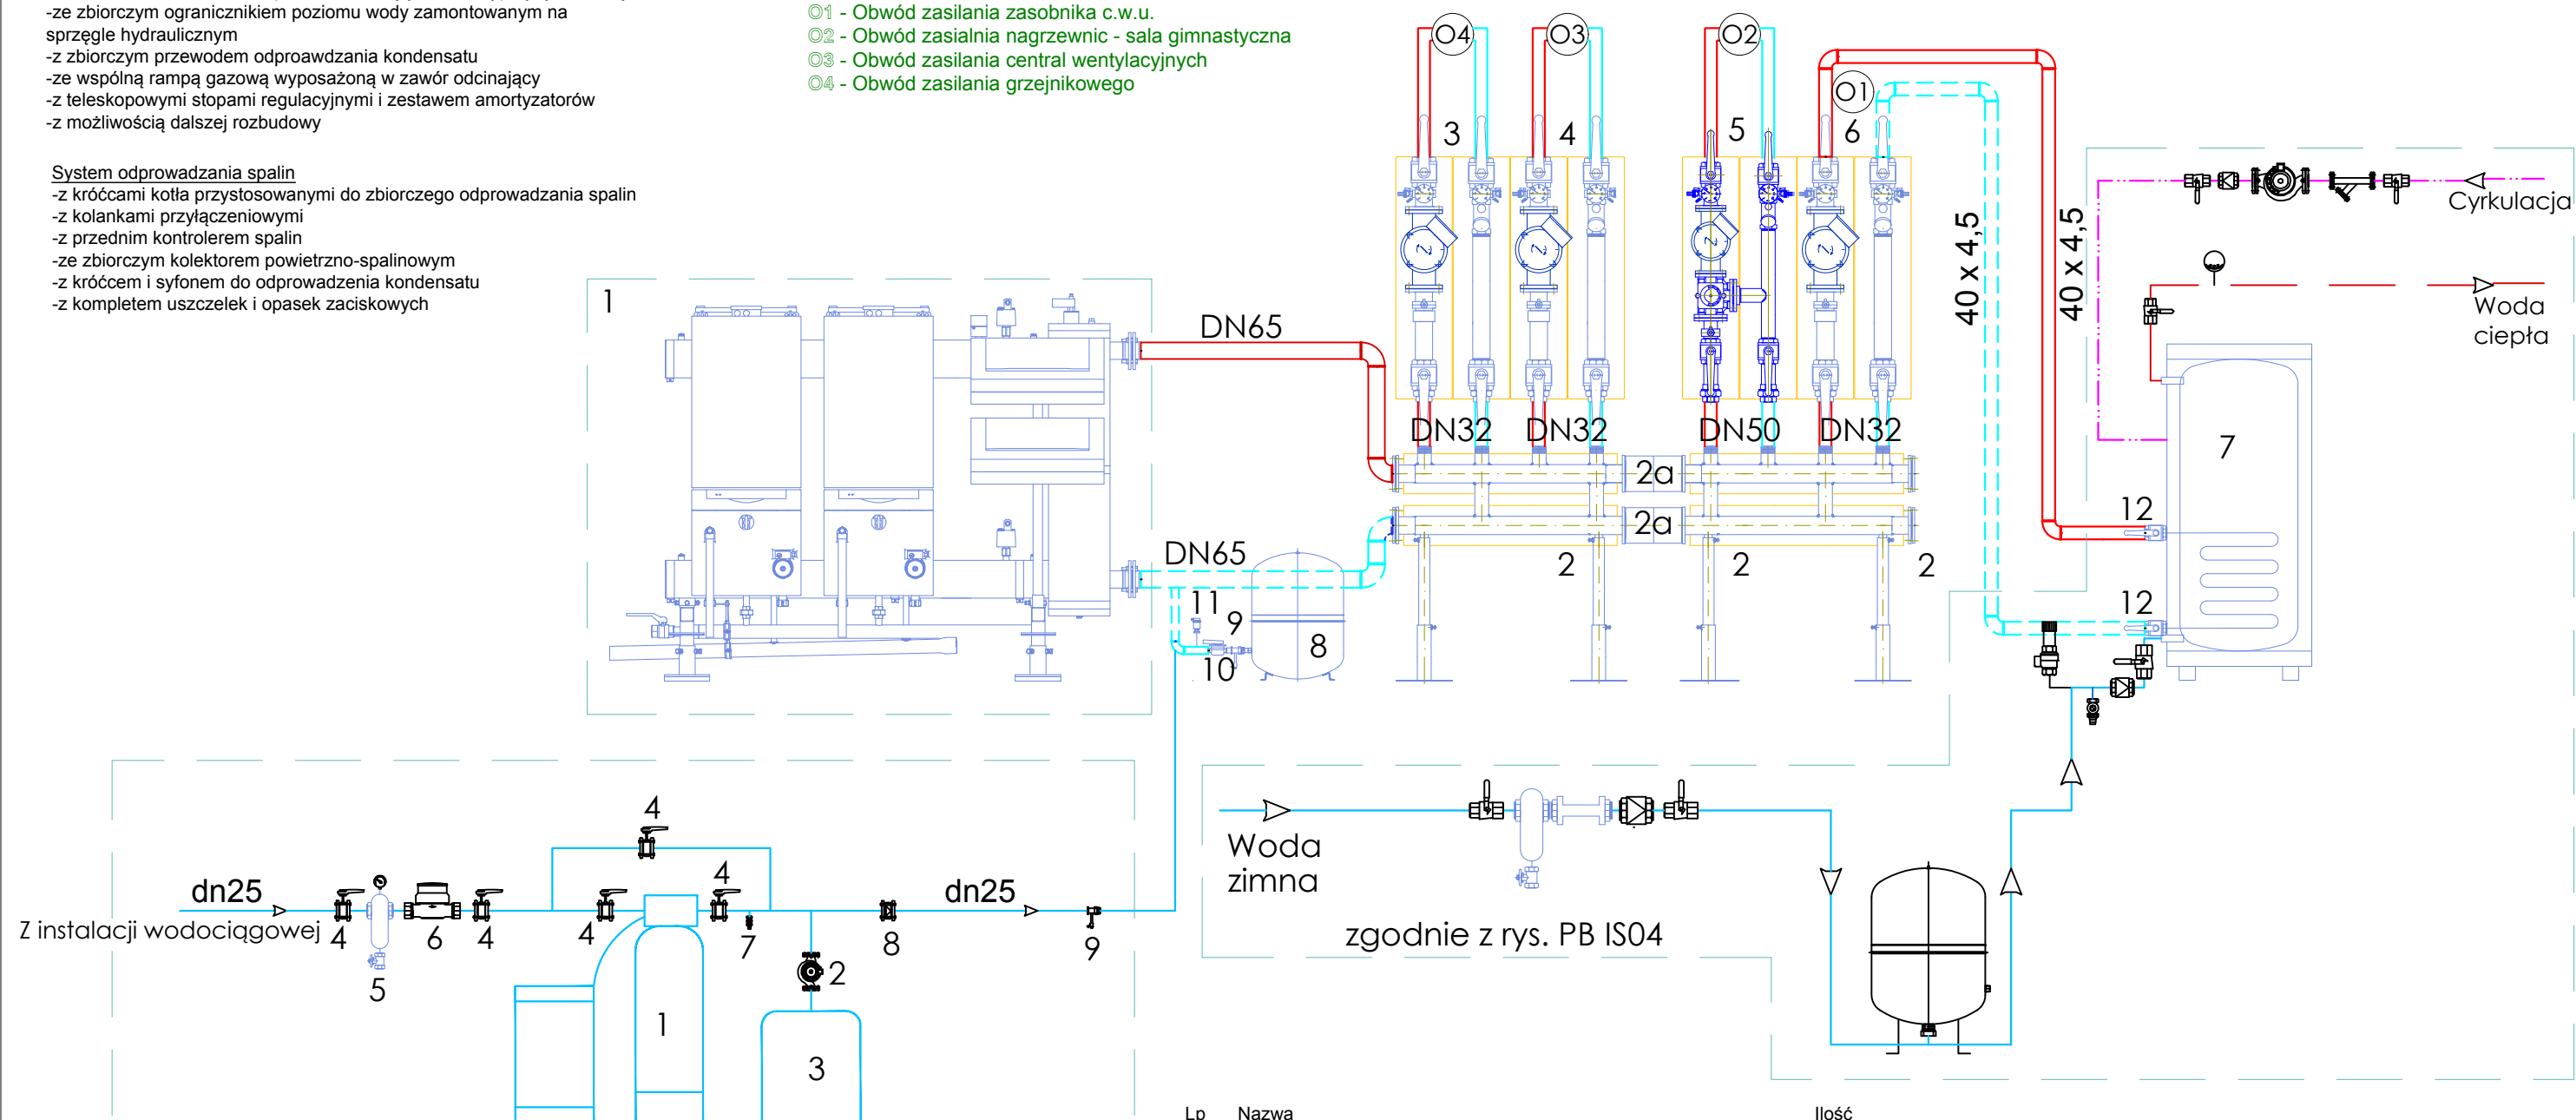 -ze zbiorczym ogranicznikiem poziomu wody zamontowanym na
sprzęgle hydraulicznym
-z zbiorczym przewodem odproawdzania kondensatu
-ze wspólną rampą gazową wyposażoną w zawór odcinający
-z teleskopowymi stopami regulacyjnymi i zestawem amortyzatorów
-z możliwością dalszej rozbudowy
System odprowadzania spalin
-z króćcami kotła przystosowanymi do zbiorczego odprowadzania spalin
-z kolankami przyłączeniowymi
-z przednim kontrolerem spalin
-ze zbiorczym kolektorem powietrzno-spalinowym
-z króćcem i syfonem do odprowadzenia kondensatu
-z kompletem uszczelek i opasek zaciskowych
O1 - Obwód zasilania zasobnika c.w.u.
O2 - Obwód zasialnia nagrzewnic - sala gimnastyczna
O3 - Obwód zasilania central wentylacyjnych
O4 - Obwód zasilania grzejnikowego
O4
O3
O2
O1
3
4
5
6
Cyrkulacja
40 x 4,5
40 x 4,5
Woda
ciepła
1
DN65
DN32
DN32
DN50
DN32
2a
2a
7
12
DN65
2
2
2
11
9
8
10
12
4
4
dn25
dn25
Z instalacji wodociągowej
4
6
4
4
7
8
9
5
2
1
3
Woda
zimna
zgodnie z rys. PB IS04
Lp Nazwa Ilość